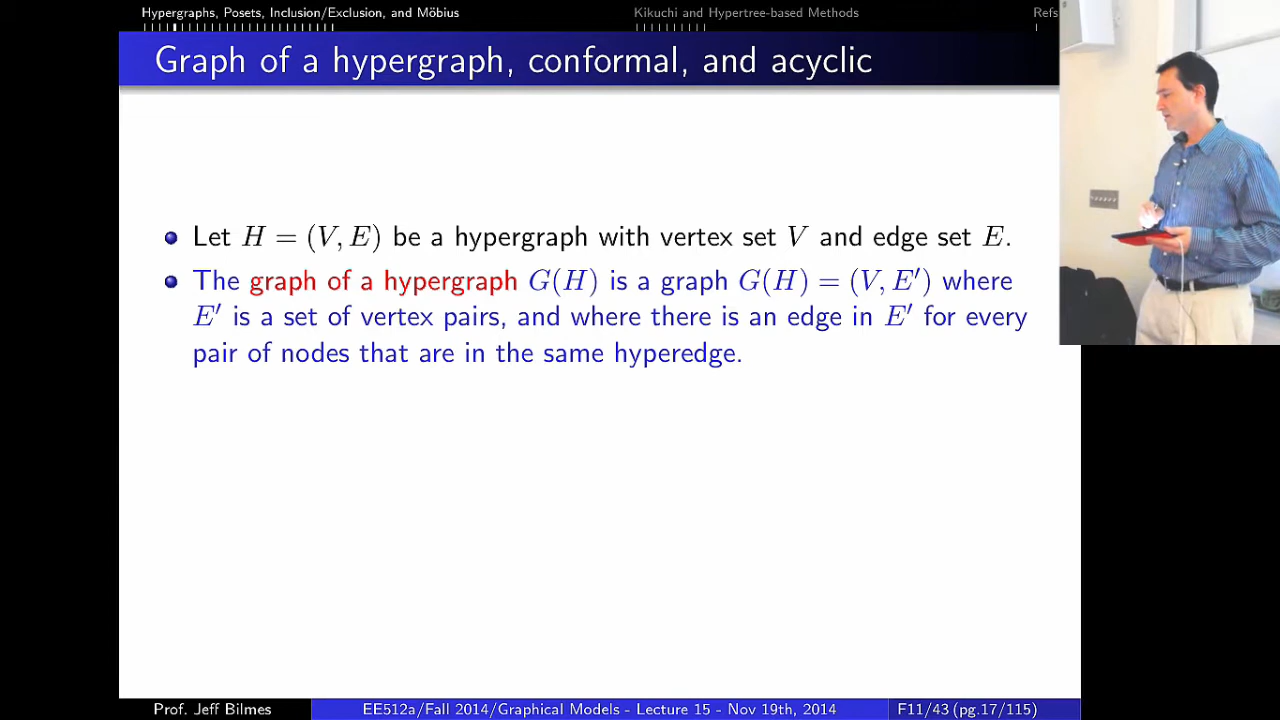 Hypergraphs, Posets, Inclusion/Exclusion, and Möbius Kikuchi and Hypertree-based Methods Refs
Graph of a hypergraph, conformal, and acyclic
Let H = (V, E) be a hypergraph with vertex set V and edge set E.
The graph of a hypergraph G(H) is a graph G(H) = (V, E′) where
E′ is a set of vertex pairs, and where there is an edge in E′ for every
pair of nodes that are in the same hyperedge.
Prof. Jeff Bilmes EE512a/Fall 2014/Graphical Models - Lecture 15 - Nov 19th, 2014 F11/43 (pg.17/115)